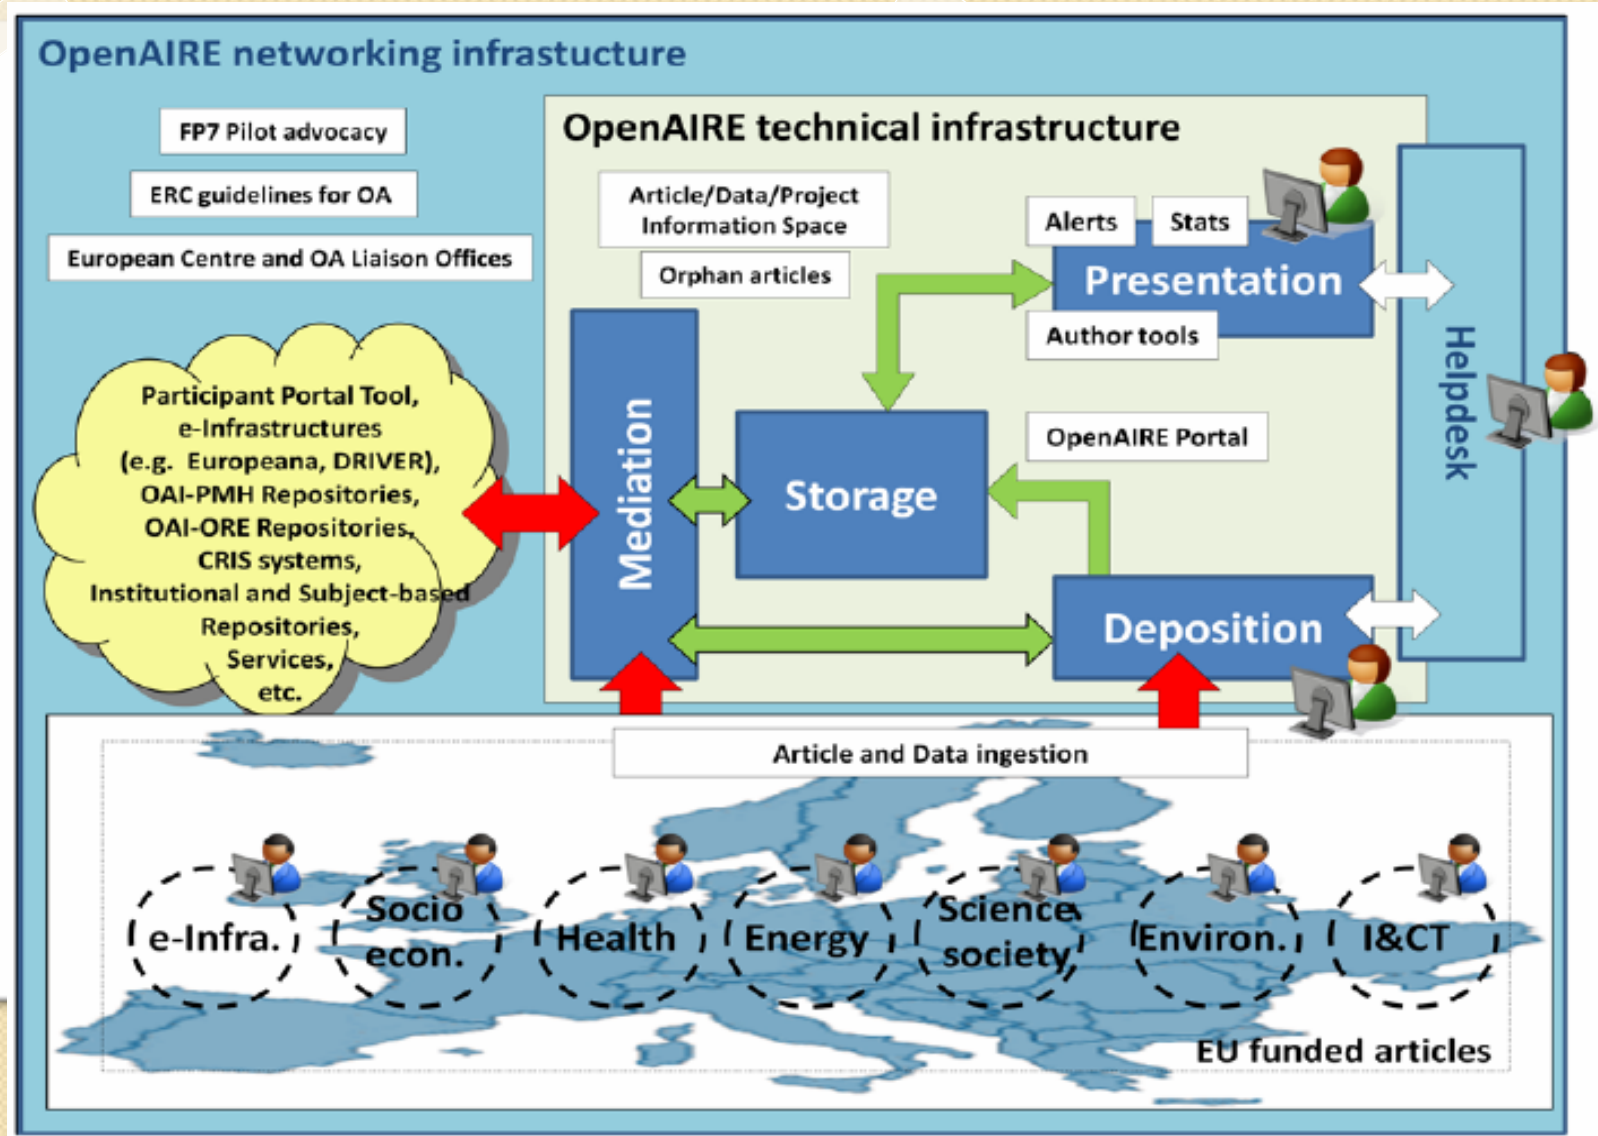 OpenAIRE networking infrastucture
FP7 Pilot advocacy
ERC guidelines for OA
European Centre and OA Liaison Offices
OpenAIRE technical infrastructure
Article/Data/Project
Information Space
Orphan articles
Alerts
Stats
Presentation
Author tools
Helpdesk
Participant Portal Tool,
e-Infrastructures
(e.g. Europeana, DRIVER),
OAI-PMH Repositories,
OAI-ORE Repositories,
CRIS systems,
Institutional and Subject-based
Repositories,
Services,
etc.
Mediation
Storage
OpenAIRE Portal
Deposition
Article and Data ingestion
e-Infra.
Socio
econ.
Health
Energy
Science
society
Environ.
I&CT
EU funded articles